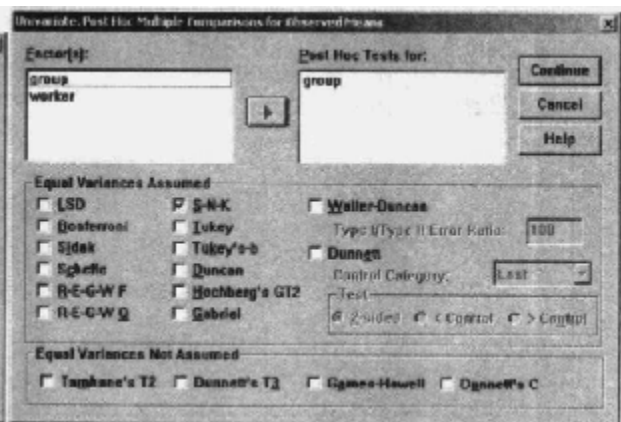 Univariate: Post Hoc Multiple Comparisons for Observed Means
Factor(s):
group
worker
Post Hoc Tests for:
group
Continue
Cancel
Help
Equal Variances Assumed
LSD
Bonferroni
Sidak
Scheffe
R-E-G-W F
R-E-G-W Q
S-N-K
Tukey
Tukey's-b
Duncan
Hochberg's GT2
Gabriel
Waller-Duncan
Type I/Type II Error Ratio: 100
Dunnett
Control Category: Last
Test
2-sided < Control > Control
Equal Variances Not Assumed
Tamhane's T2 Dunnett's T3 Games-Howell Dunnett's C